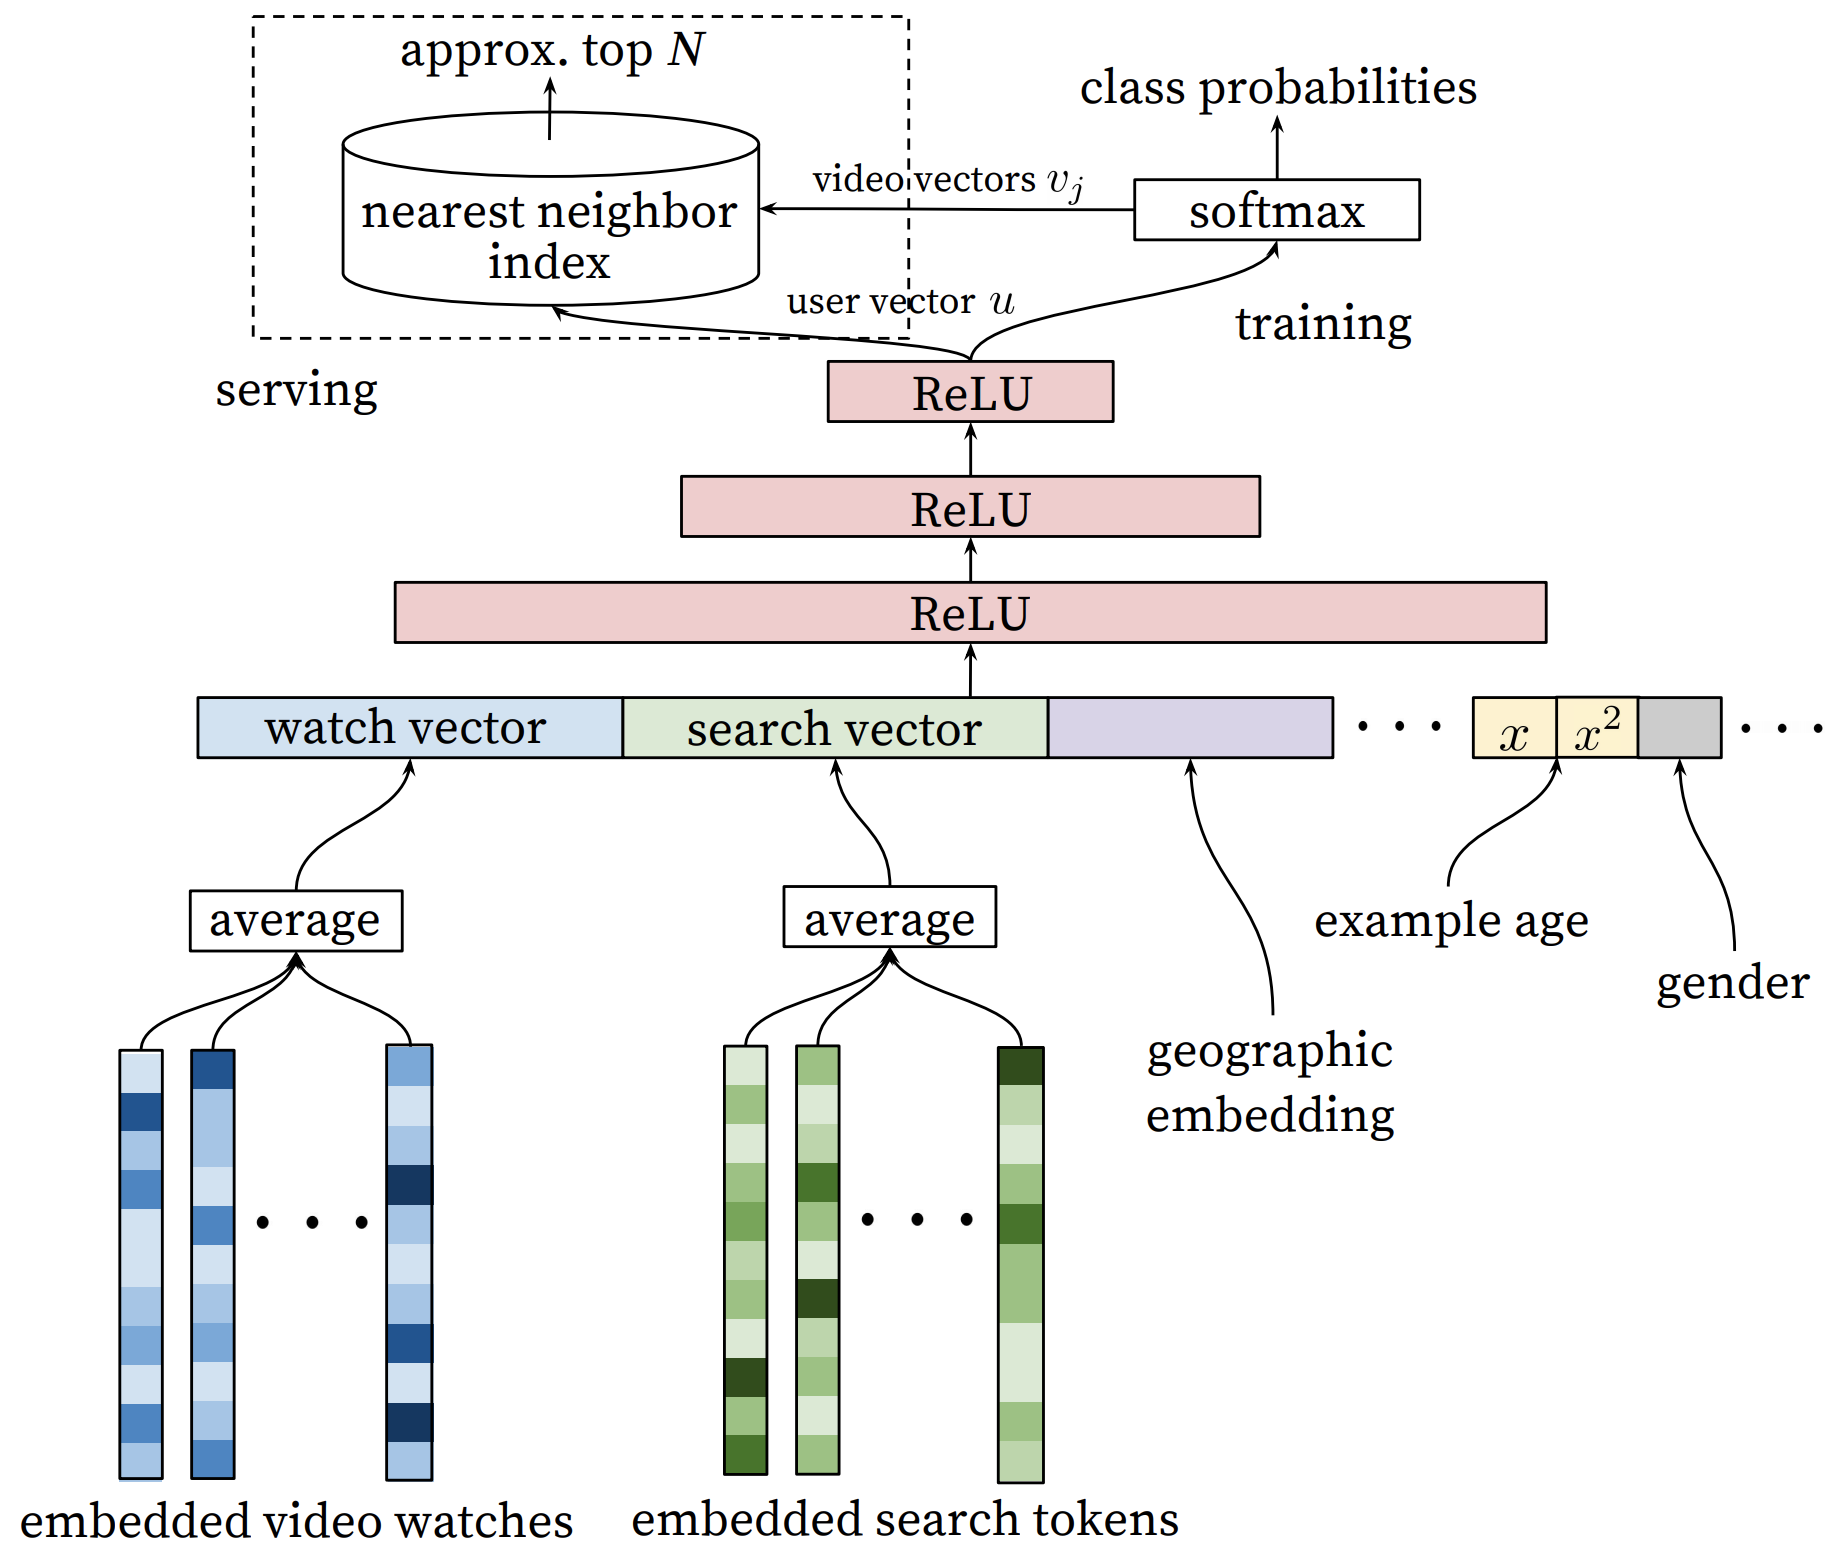 approx. top N
class probabilities
video vectors v_j
softmax
nearest neighbor
index
user vector u
training
serving
ReLU
ReLU
ReLU
watch vector
search vector
. . .
x
x²
. . .
average
average
example age
gender
geographic
embedding
. . .
. . .
embedded video watches
embedded search tokens